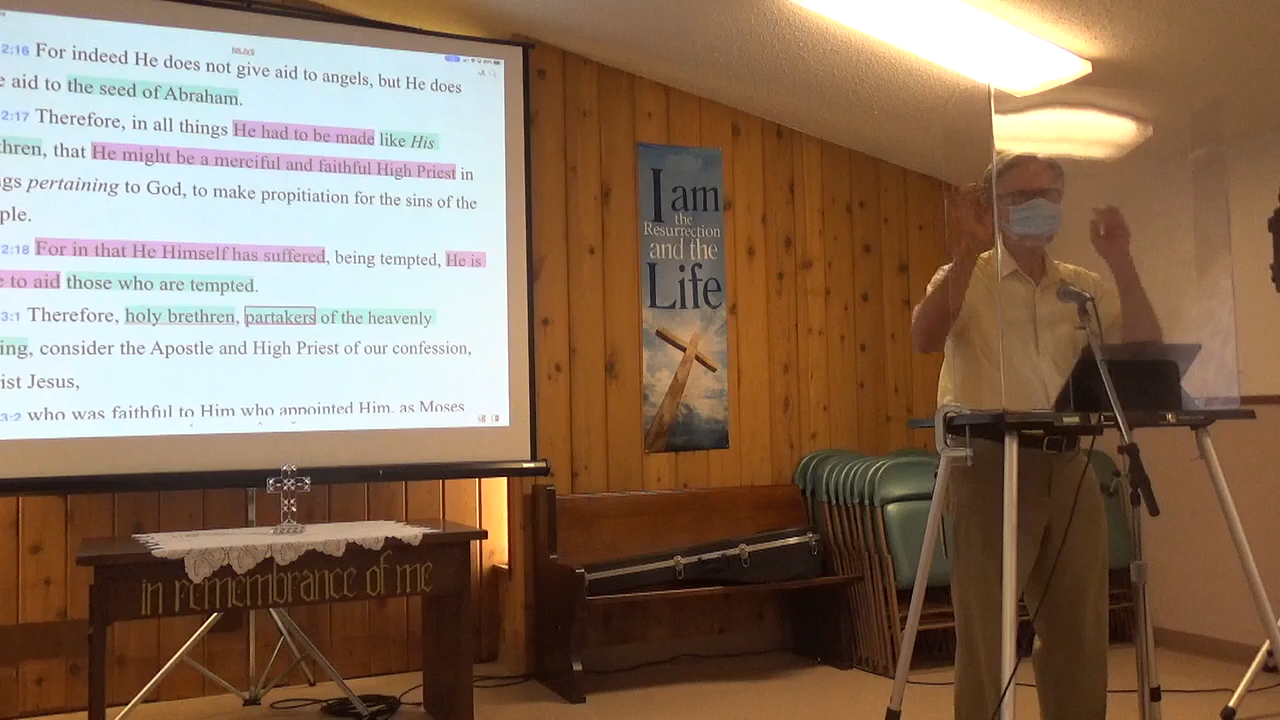 2:16 For indeed He does not give aid to angels, but He does
aid to the seed of Abraham.
2:17 Therefore, in all things He had to be made like His
thren, that He might be a merciful and faithful High Priest in
gs pertaining to God, to make propitiation for the sins of the
ple.
2:18 For in that He Himself has suffered, being tempted, He is
e to aid those who are tempted.
3:1 Therefore, holy brethren, partakers of the heavenly
ing, consider the Apostle and High Priest of our confession,
ist Jesus,
3:2 who was faithful to Him who appointed Him, as Moses
I am
the
Resurrection
and the
Life
in remembrance of me